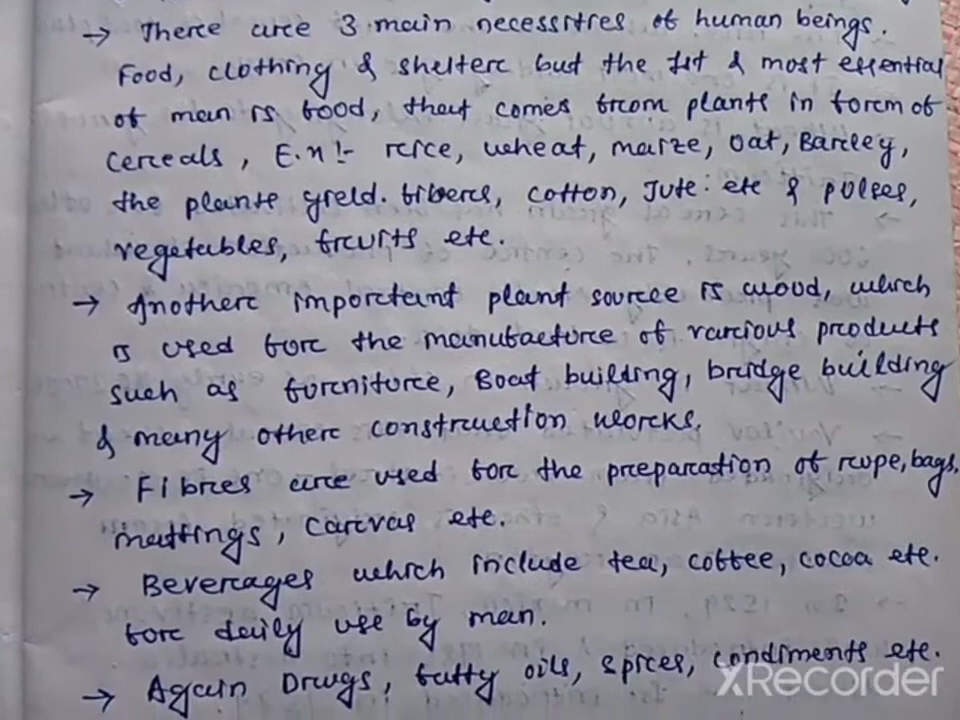 → There are 3 main necessities of human beings.
Food, clothing & shelter but the 1st & most essential
of man is food, that comes from plants in form of
cereals, E.x:- rice, wheat, maize, oat, Barley,
the plants yield. fibers, cotton, Jute. etc & pulses,
vegetables, fruits etc.
→ Another important plant source is wood, which
is used for the manufacture of various products
such as furniture, Boat building, bridge building
& many other construction works.
→ Fibres are used for the preparation of rope, bags,
mattings, canvas etc.
→ Beverages which include tea, coffee, cocoa etc.
for daily use by man.
→ Again Drugs, fatty oils, spices, condiments etc.
XRecorder